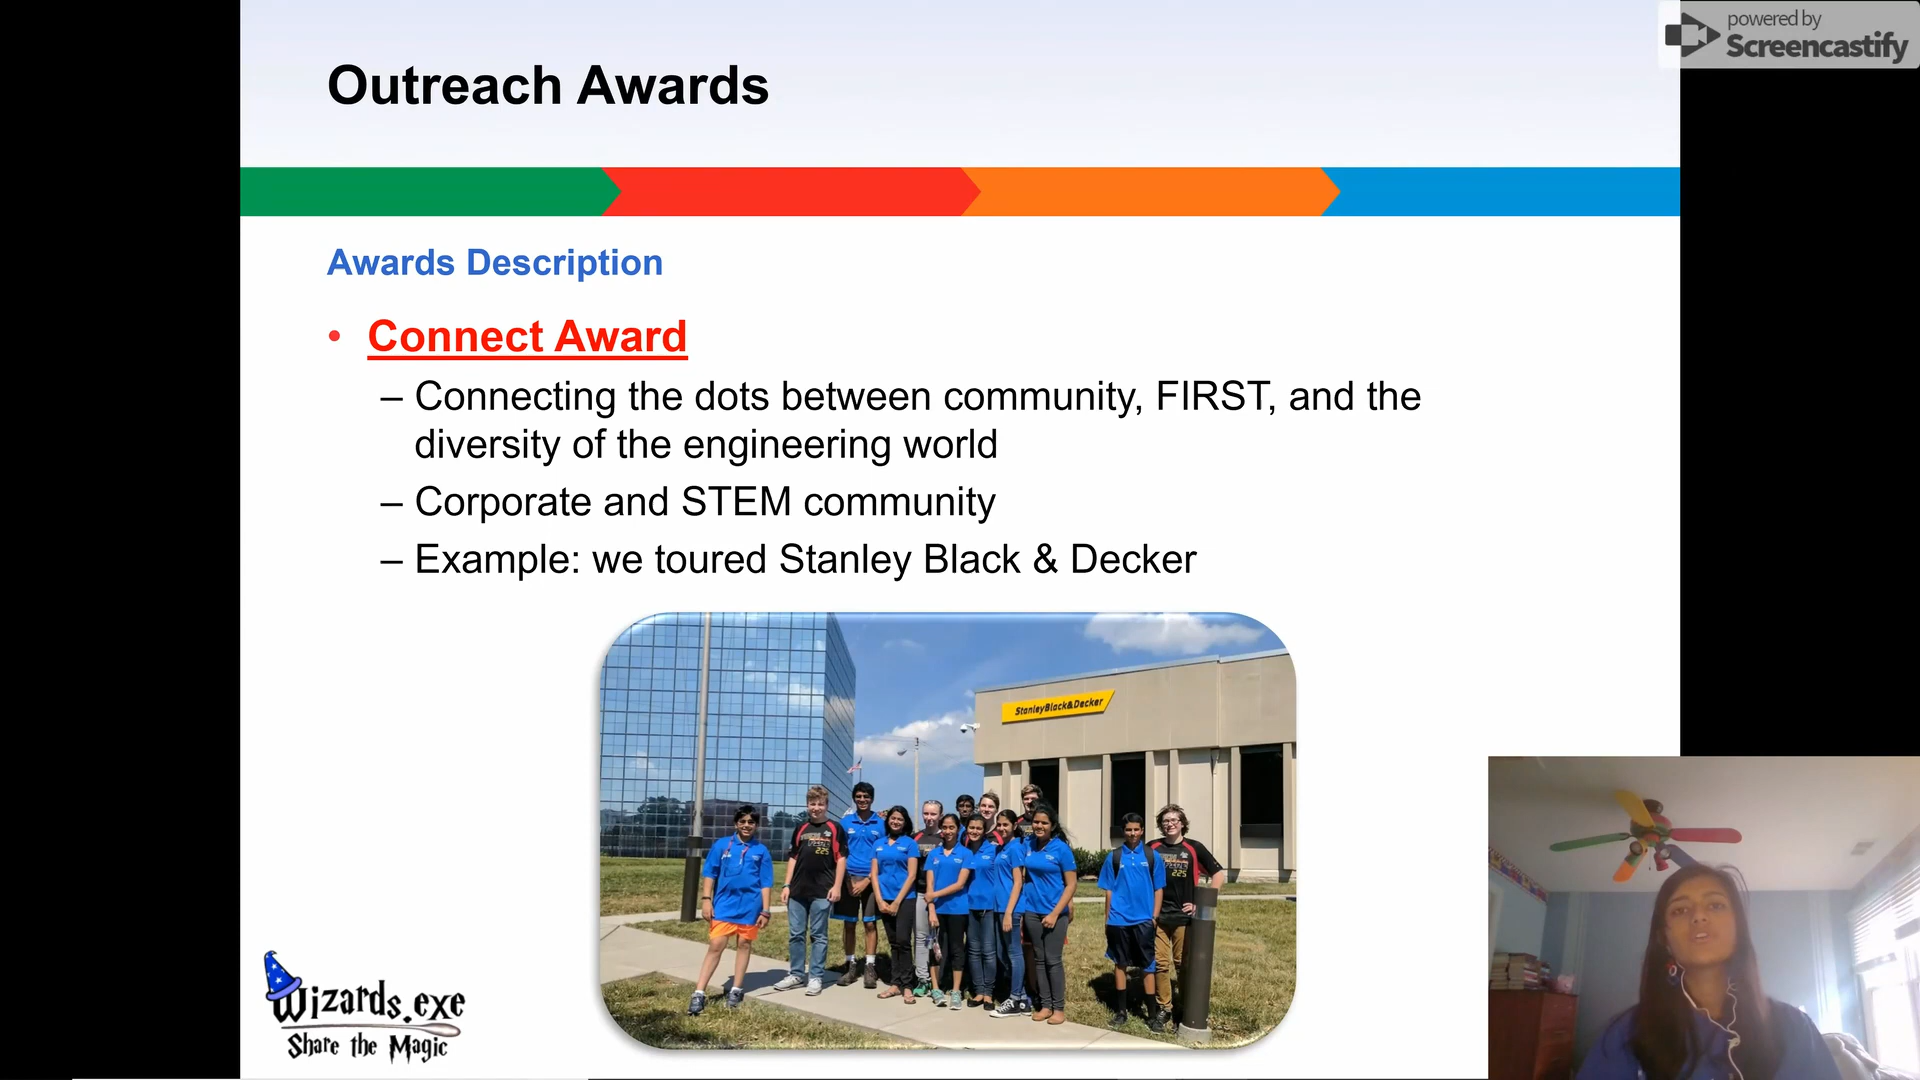 powered by
Screencastify
Outreach Awards
Awards Description
• Connect Award
– Connecting the dots between community, FIRST, and the
diversity of the engineering world
– Corporate and STEM community
– Example: we toured Stanley Black & Decker
StanleyBlack&Decker
225
225
Wizards.exe
Share the Magic